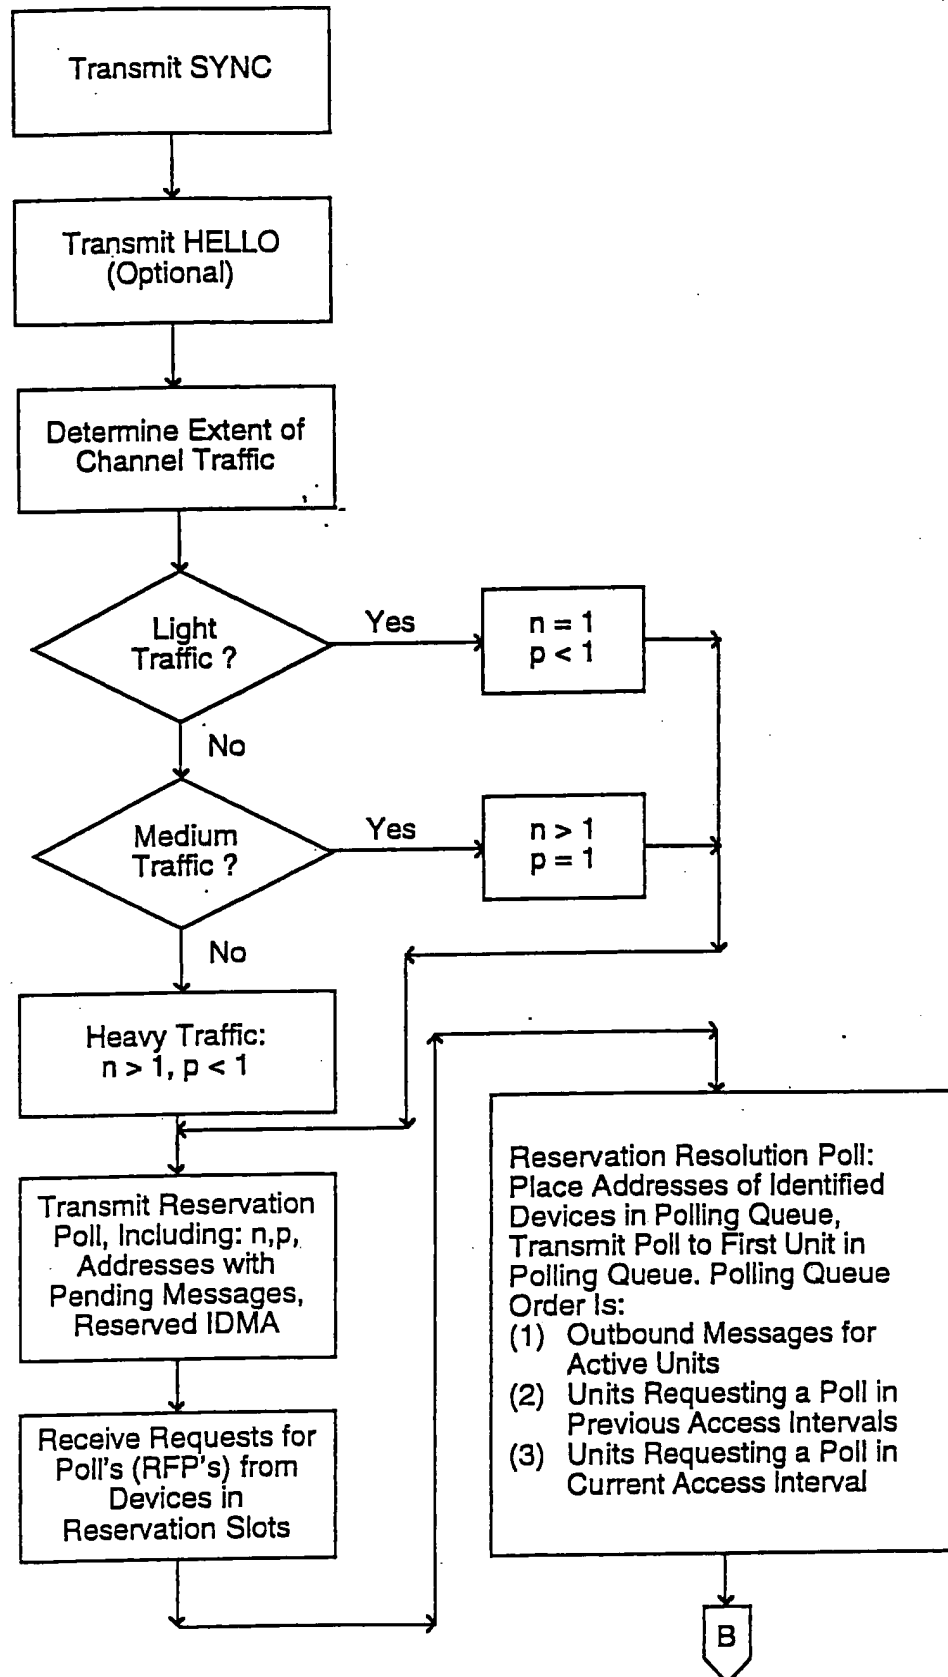 Transmit SYNC
Transmit HELLO
(Optional)
Determine Extent of
Channel Traffic
Light
Traffic ?
Yes
n = 1
p < 1
No
Medium
Traffic ?
Yes
n > 1
p = 1
No
Heavy Traffic:
n > 1, p < 1
Transmit Reservation
Poll, Including: n,p,
Addresses with
Pending Messages,
Reserved IDMA
Receive Requests for
Poll's (RFP's) from
Devices in
Reservation Slots
Reservation Resolution Poll:
Place Addresses of Identified
Devices in Polling Queue,
Transmit Poll to First Unit in
Polling Queue. Polling Queue
Order Is:
(1) Outbound Messages for
Active Units
(2) Units Requesting a Poll in
Previous Access Intervals
(3) Units Requesting a Poll in
Current Access Interval
B